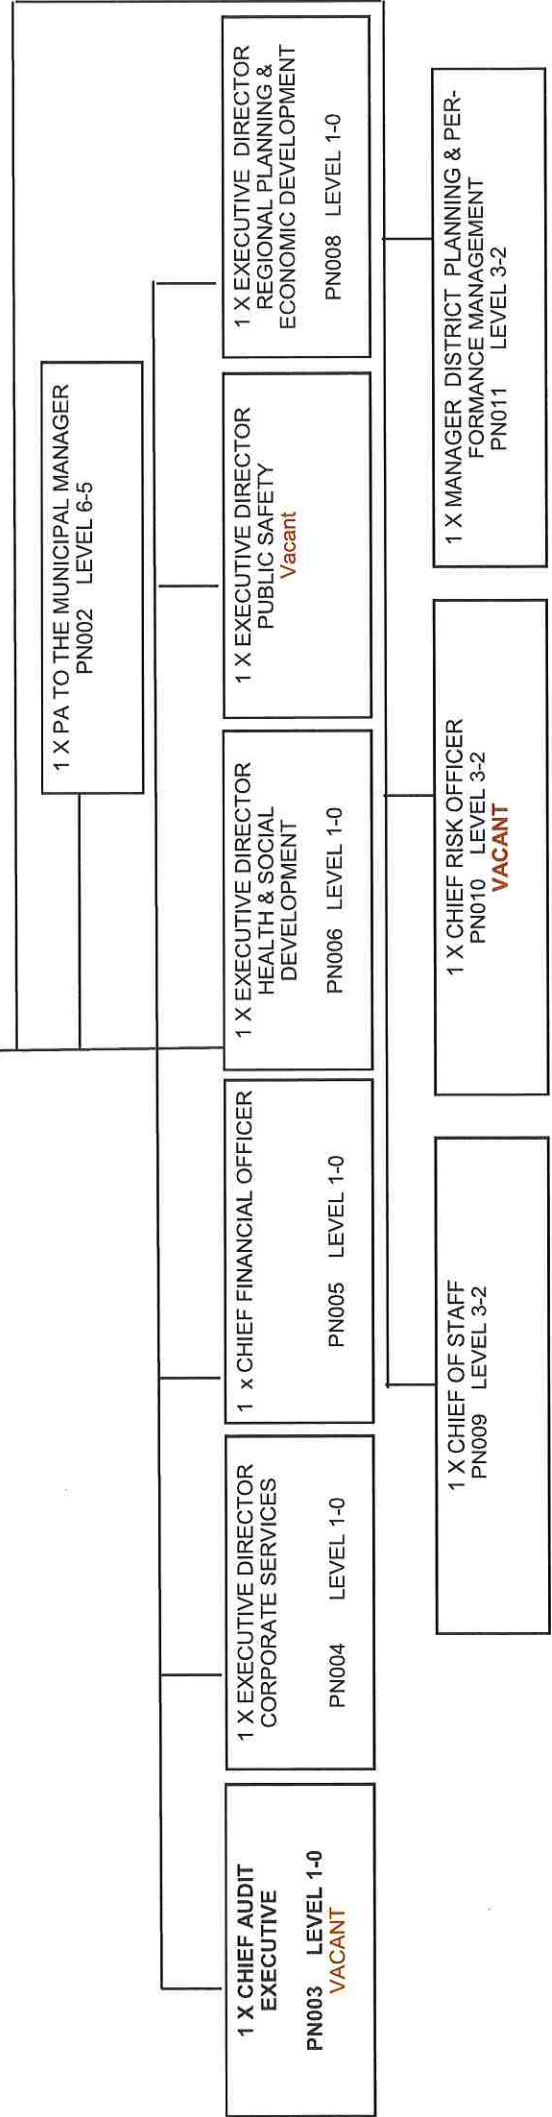 1 X PA TO THE MUNICIPAL MANAGER
PN002 LEVEL 6-5
1 X CHIEF AUDIT
EXECUTIVE
PN003 LEVEL 1-0
VACANT
1 X EXECUTIVE DIRECTOR
CORPORATE SERVICES
PN004 LEVEL 1-0
1 x CHIEF FINANCIAL OFFICER
PN005 LEVEL 1-0
1 X EXECUTIVE DIRECTOR
HEALTH & SOCIAL
DEVELOPMENT
PN006 LEVEL 1-0
1 X EXECUTIVE DIRECTOR
PUBLIC SAFETY
Vacant
1 X EXECUTIVE DIRECTOR
REGIONAL PLANNING &
ECONOMIC DEVELOPMENT
PN008 LEVEL 1-0
1 X CHIEF OF STAFF
PN009 LEVEL 3-2
1 X CHIEF RISK OFFICER
PN010 LEVEL 3-2
VACANT
1 X MANAGER DISTRICT PLANNING & PER-
FORMANCE MANAGEMENT
PN011 LEVEL 3-2